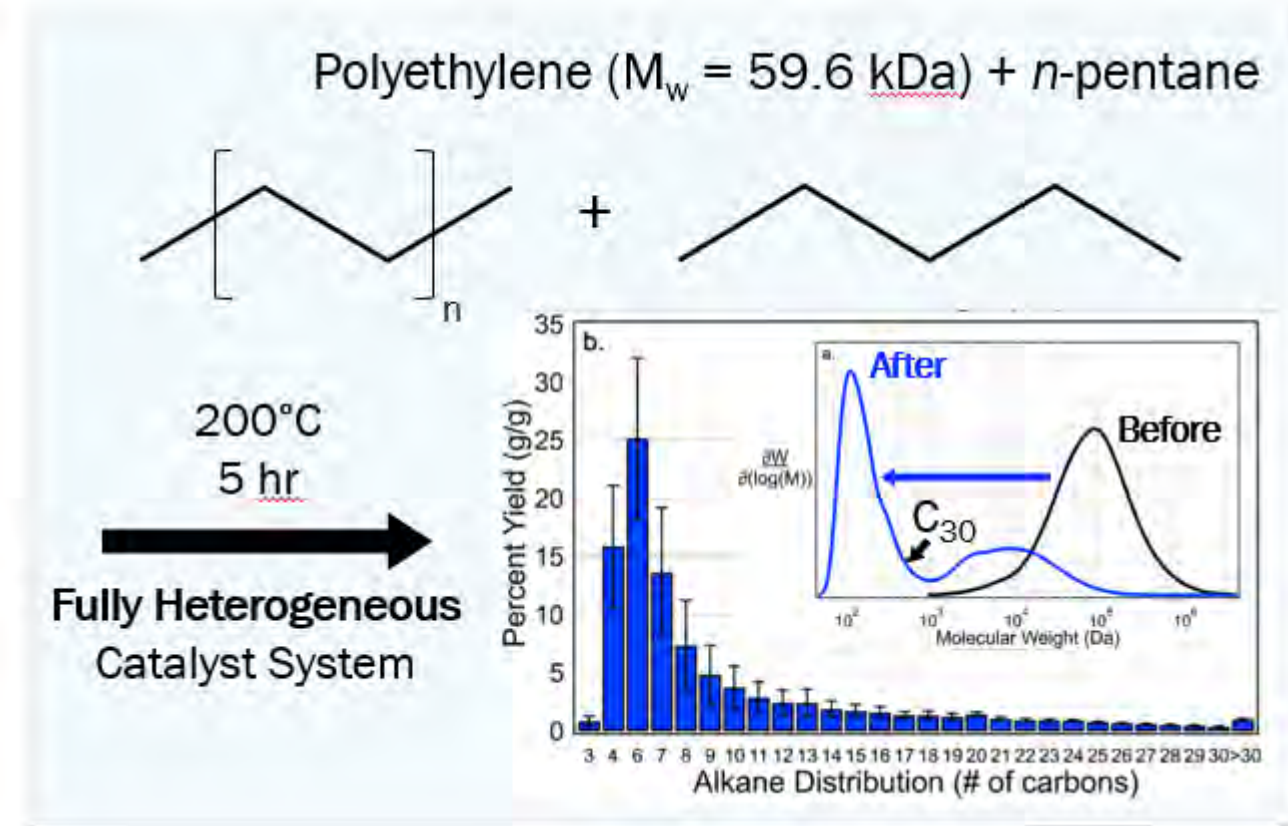 Polyethylene (Mw = 59.6 kDa) + n-pentane
+
n
200°C
5 hr
Fully Heterogeneous
Catalyst System
Percent Yield (g/g)
35
30
25
20
15
10
5
0
b.
a.
After
Before
C30
∂W
∂(log(M))
10² 10³ 10⁴ 10⁵ 10⁶
Molecular Weight (Da)
3 4 6 7 8 9 10 11 12 13 14 15 16 17 18 19 20 21 22 23 24 25 26 27 28 29 30 >30
Alkane Distribution (# of carbons)